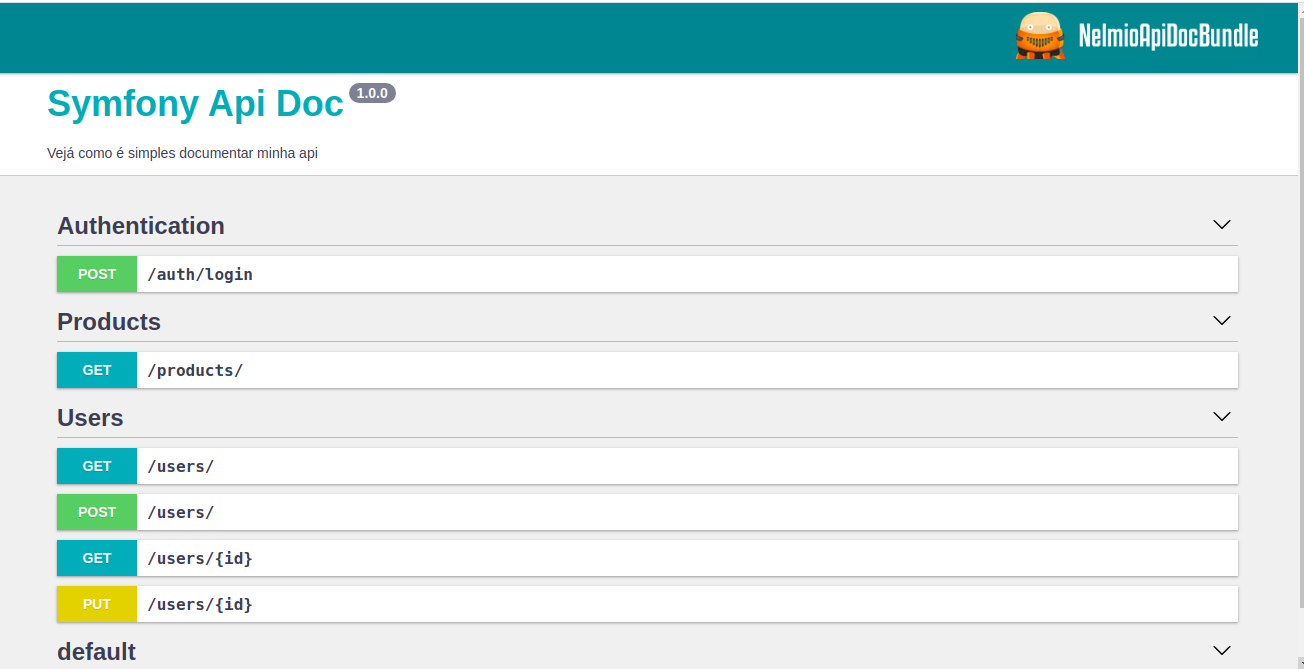 NelmioApiDocBundle
Symfony Api Doc 1.0.0
Vejá como é simples documentar minha api
Authentication
POST /auth/login
Products
GET /products/
Users
GET /users/
POST /users/
GET /users/{id}
PUT /users/{id}
default